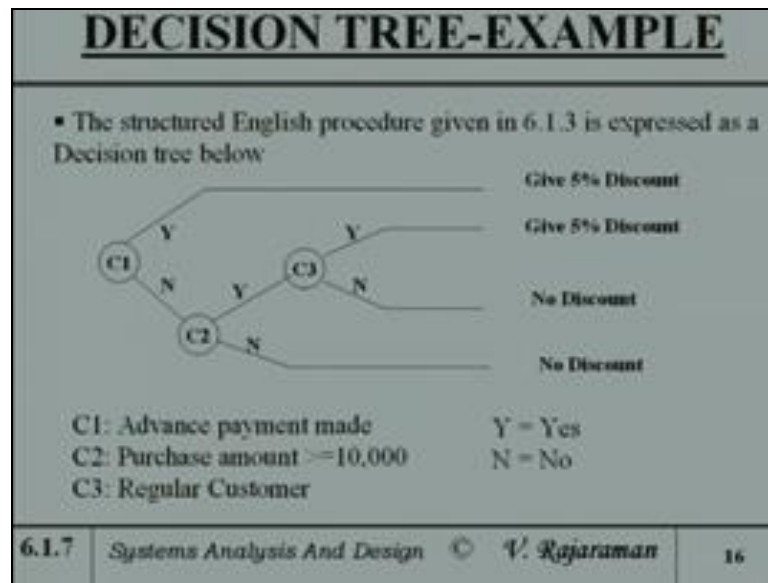 DECISION TREE-EXAMPLE
▪ The structured English procedure given in 6.1.3 is expressed as a
Decision tree below
Give 5% Discount
Y
Give 5% Discount
Y
C1
C3
N
Y
N
No Discount
C2
N
No Discount
C1: Advance payment made Y = Yes
C2: Purchase amount >=10,000 N = No
C3: Regular Customer
6.1.7 Systems Analysis And Design © V. Rajaraman 16